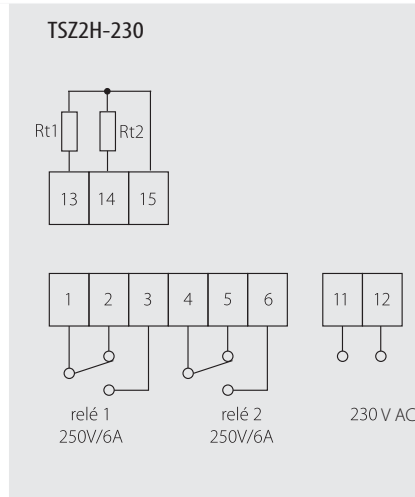 TSZ2H-230
Rt1 Rt2
13 14 15
1 2 3 4 5 6 11 12
relé 1 relé 2 230 V AC
250V/6A 250V/6A